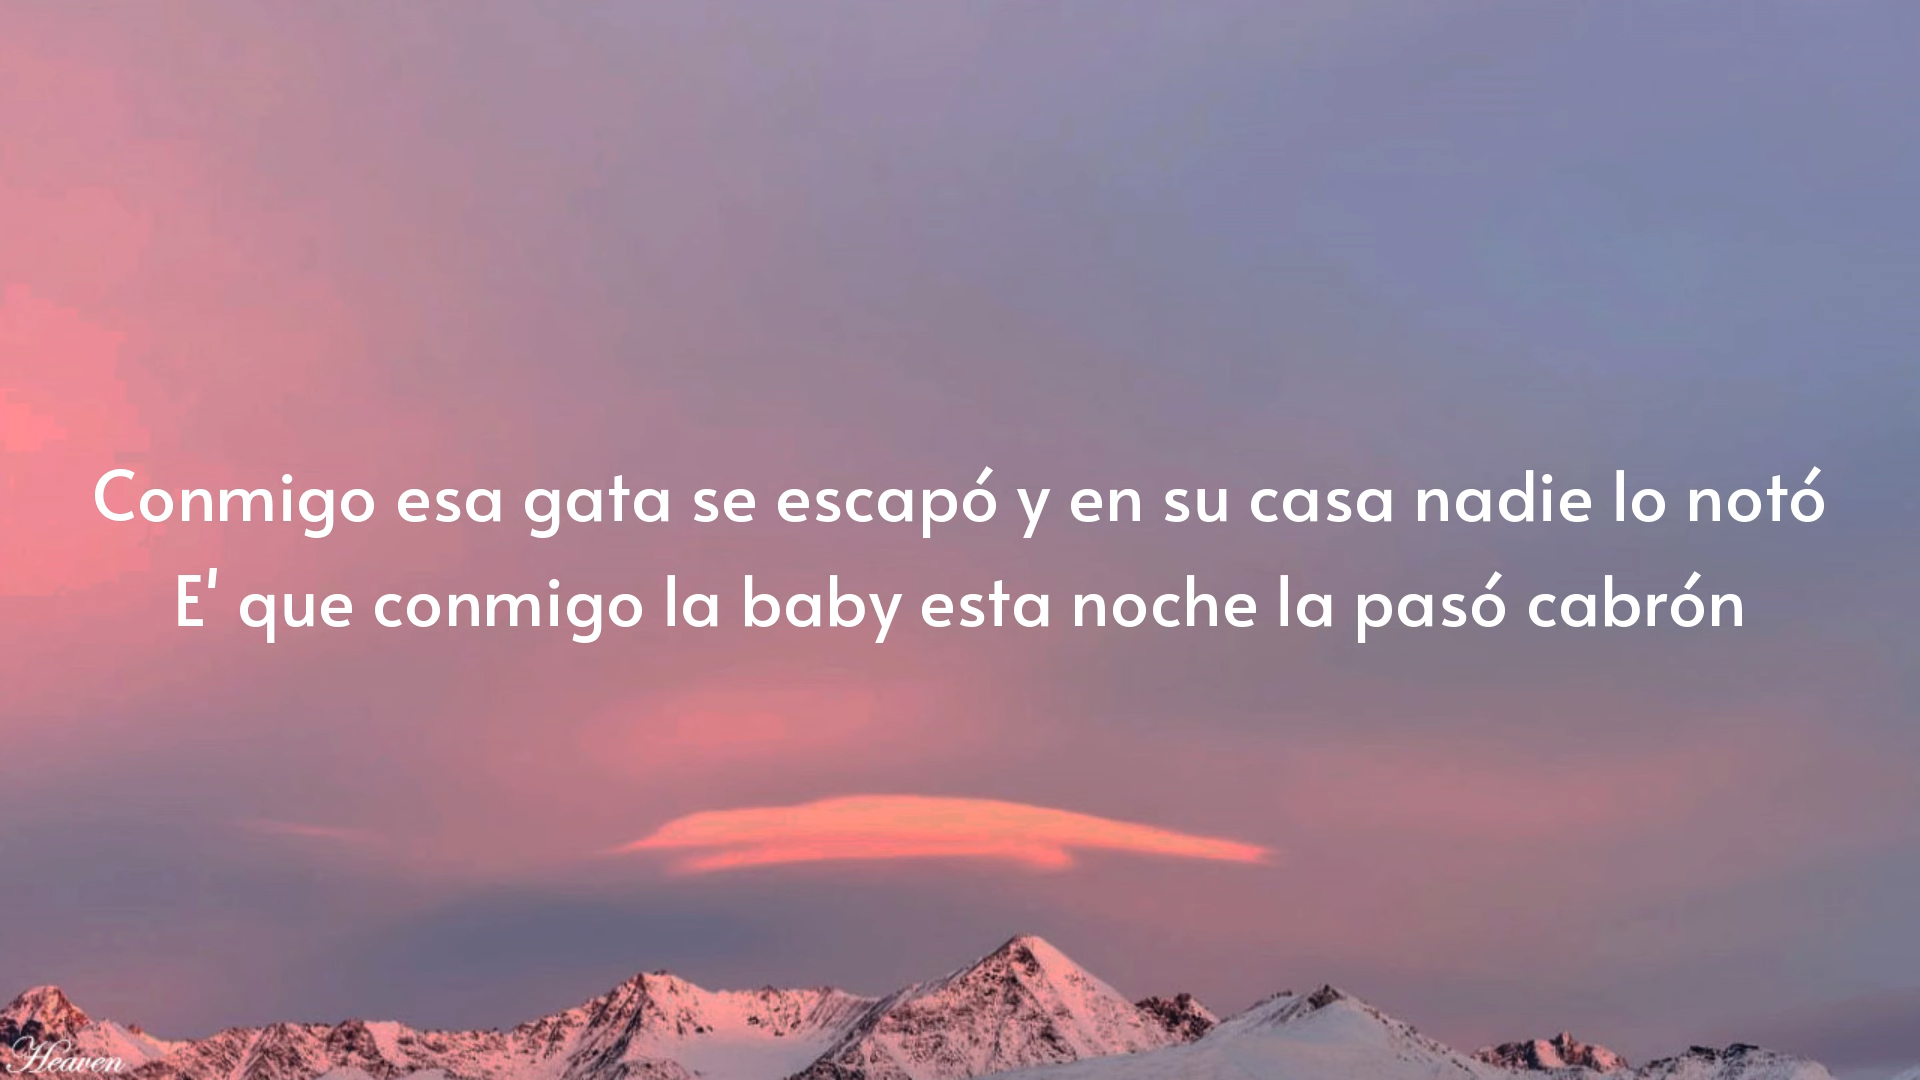 Conmigo esa gata se escapó y en su casa nadie lo notó
E' que conmigo la baby esta noche la pasó cabrón
Heaven